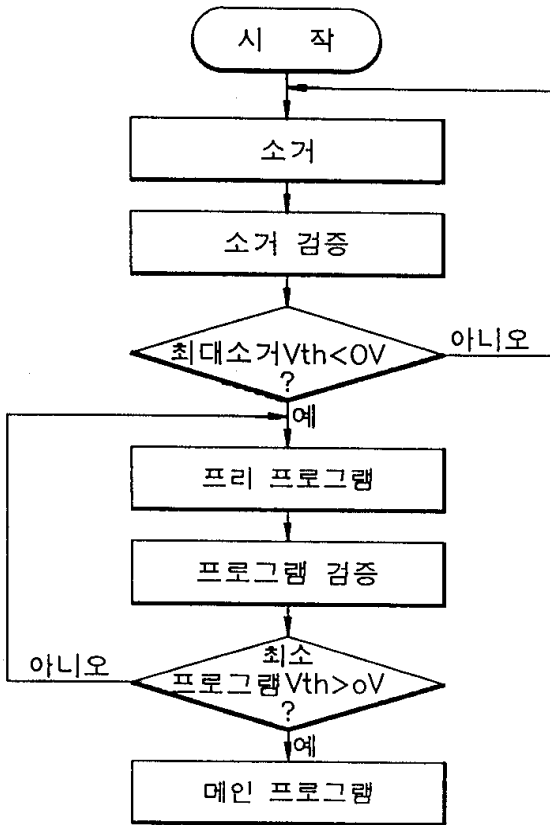 시 작
소거
소거 검증
최대소거Vth<0V
?
아니오
예
프리 프로그램
프로그램 검증
최소
프로그램Vth>oV
?
아니오
예
메인 프로그램